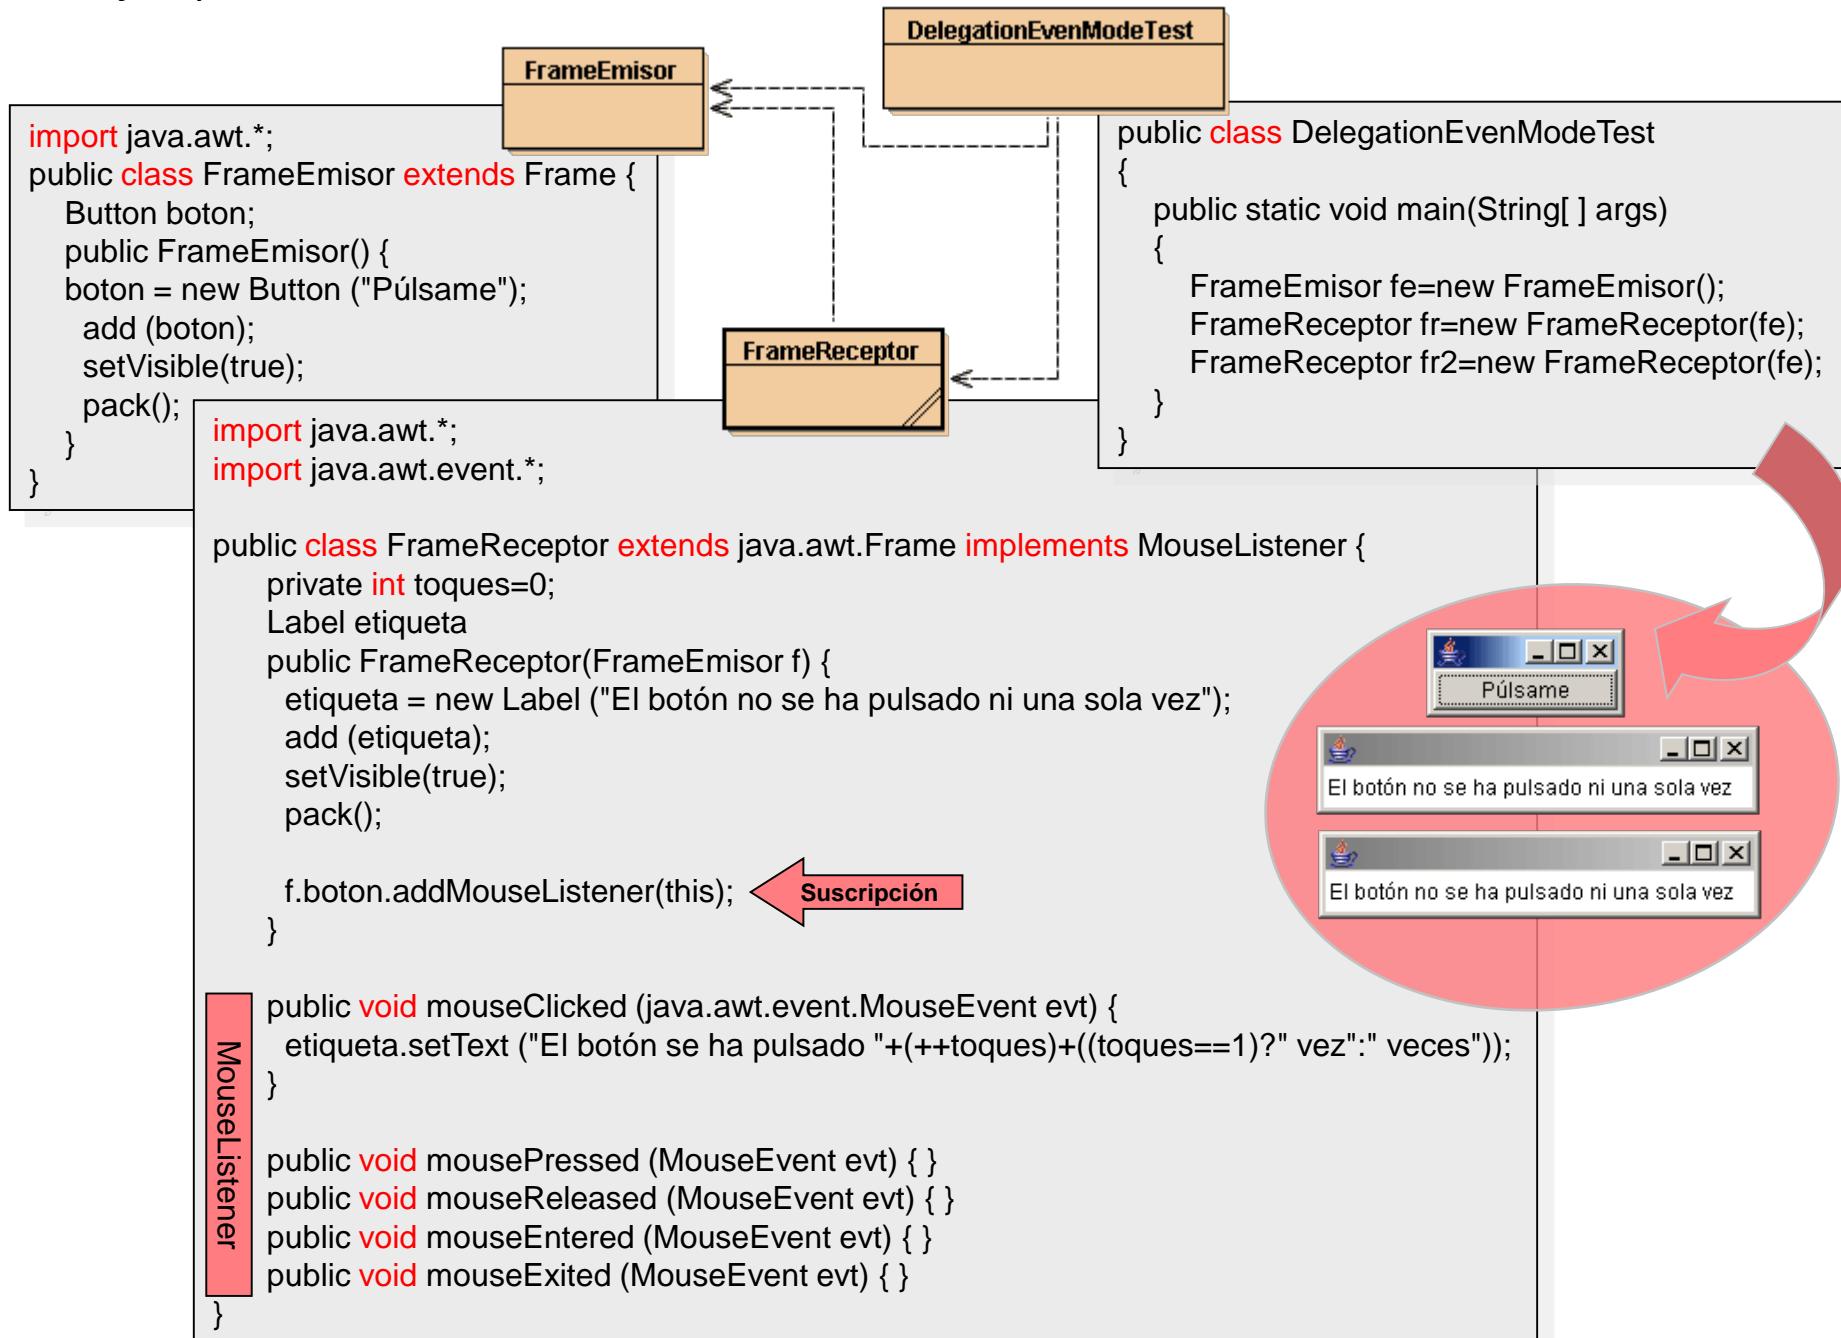 DelegationEvenModeTest
FrameEmisor
import java.awt.*;
public class FrameEmisor extends Frame {
Button boton;
public FrameEmisor() {
boton = new Button ("Púlsame");
add (boton);
setVisible(true);
pack();
}
}
public class DelegationEvenModeTest
{
public static void main(String[ ] args)
{
FrameEmisor fe=new FrameEmisor();
FrameReceptor fr=new FrameReceptor(fe);
FrameReceptor fr2=new FrameReceptor(fe);
}
}
FrameReceptor
import java.awt.*;
import java.awt.event.*;
public class FrameReceptor extends java.awt.Frame implements MouseListener {
private int toques=0;
Label etiqueta
public FrameReceptor(FrameEmisor f) {
etiqueta = new Label ("El botón no se ha pulsado ni una sola vez");
add (etiqueta);
setVisible(true);
pack();
f.boton.addMouseListener(this);
Suscripción
}
public void mouseClicked (java.awt.event.MouseEvent evt) {
etiqueta.setText ("El botón se ha pulsado "+(++toques)+((toques==1)?" vez":" veces"));
}
public void mousePressed (MouseEvent evt) { }
public void mouseReleased (MouseEvent evt) { }
public void mouseEntered (MouseEvent evt) { }
public void mouseExited (MouseEvent evt) { }
}
MouseListener
Púlsame
El botón no se ha pulsado ni una sola vez
El botón no se ha pulsado ni una sola vez